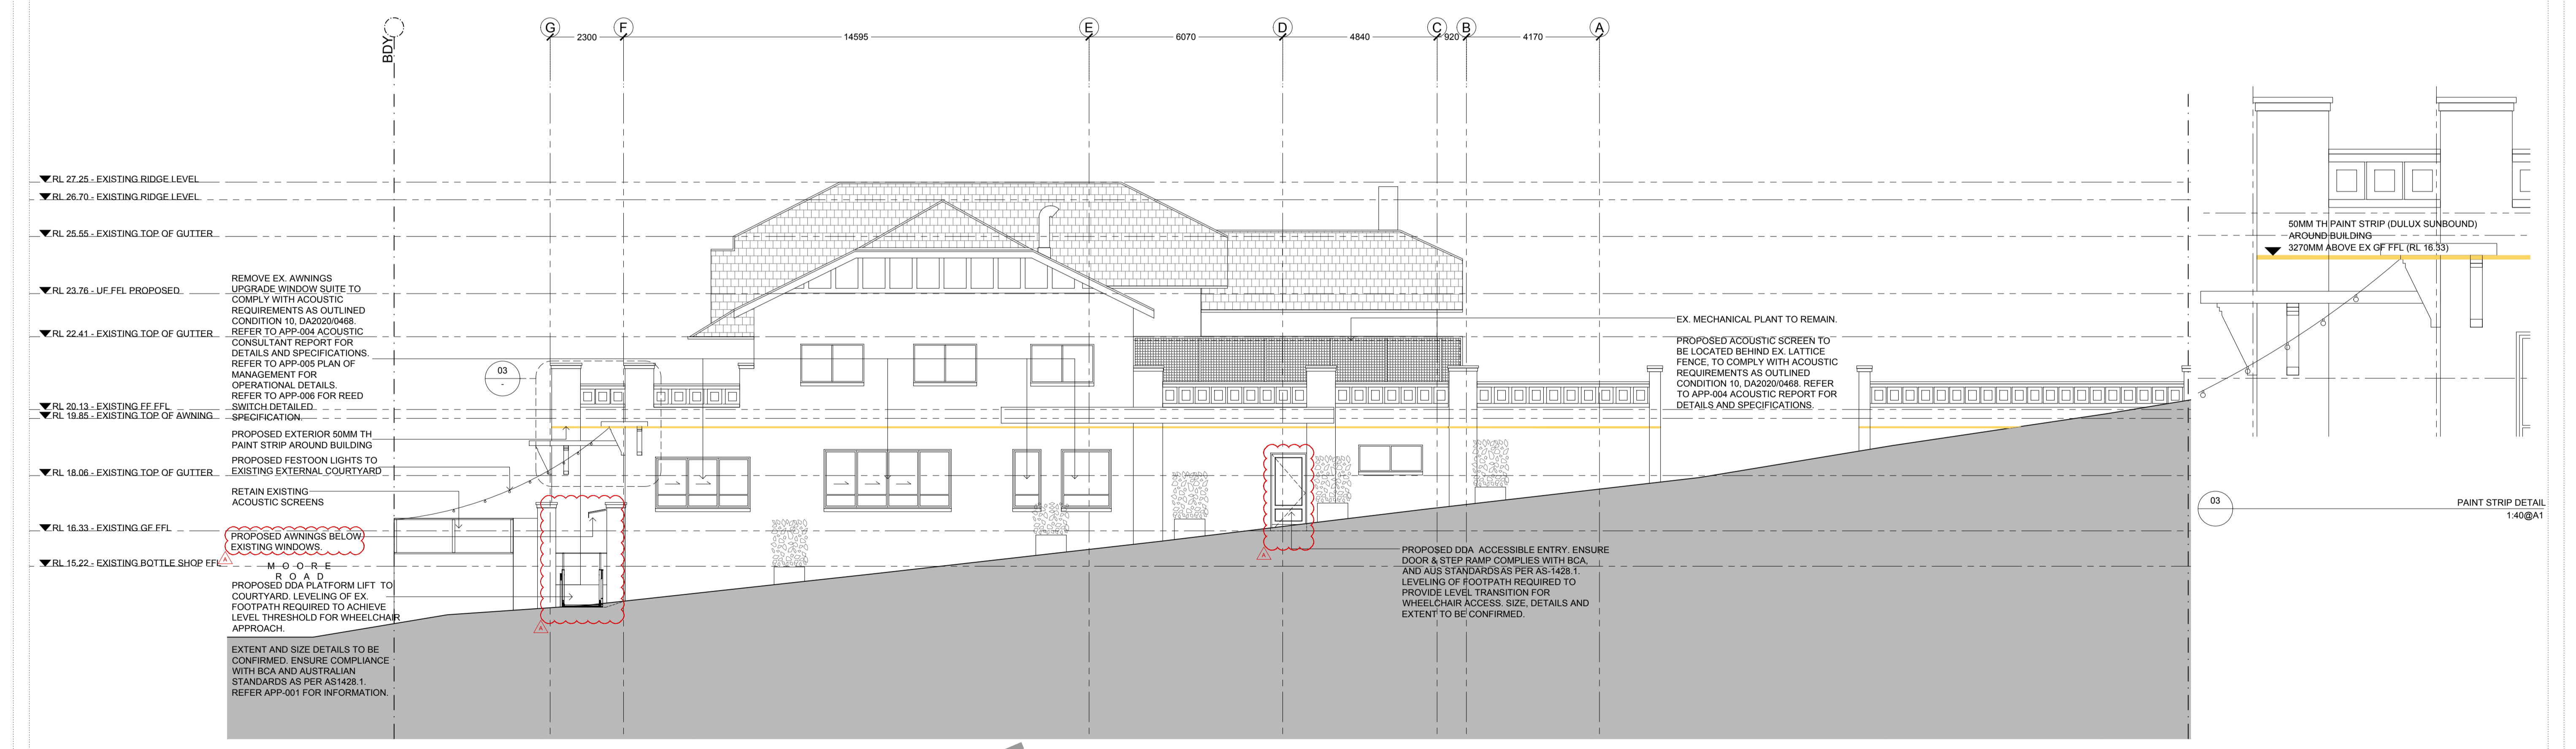 BDY
G
F
E
D
C
B
A
2300
14595
6070
4840
920
4170
RL 27.25 - EXISTING RIDGE LEVEL
RL 26.70 - EXISTING RIDGE LEVEL
RL 25.55 - EXISTING TOP OF GUTTER
RL 23.76 - UF FFL PROPOSED
RL 22.41 - EXISTING TOP OF GUTTER
RL 20.13 - EXISTING FF FFL
RL 19.85 - EXISTING TOP OF AWNING
RL 18.06 - EXISTING TOP OF GUTTER
RL 16.33 - EXISTING GF FFL
RL 15.22 - EXISTING BOTTLE SHOP FFL
REMOVE EX. AWNINGS
UPGRADE WINDOW SUITE TO
COMPLY WITH ACOUSTIC
REQUIREMENTS AS OUTLINED
CONDITION 10, DA2020/0468.
REFER TO APP-004 ACOUSTIC
CONSULTANT REPORT FOR
DETAILS AND SPECIFICATIONS.
REFER TO APP-005 PLAN OF
MANAGEMENT FOR
OPERATIONAL DETAILS.
REFER TO APP-006 FOR REED
SWITCH DETAILED
SPECIFICATION.
PROPOSED EXTERIOR 50MM TH
PAINT STRIP AROUND BUILDING
PROPOSED FESTOON LIGHTS TO
EXISTING EXTERNAL COURTYARD
RETAIN EXISTING
ACOUSTIC SCREENS
PROPOSED AWNINGS BELOW
EXISTING WINDOWS.
A
MOORE
ROAD
PROPOSED DDA PLATFORM LIFT TO
COURTYARD. LEVELING OF EX.
FOOTPATH REQUIRED TO ACHIEVE
LEVEL THRESHOLD FOR WHEELCHAIR
APPROACH.
EXTENT AND SIZE DETAILS TO BE
CONFIRMED. ENSURE COMPLIANCE
WITH BCA AND AUSTRALIAN
STANDARDS AS PER AS1428.1.
REFER APP-001 FOR INFORMATION.
03
-
A
A
EX. MECHANICAL PLANT TO REMAIN.
PROPOSED ACOUSTIC SCREEN TO
BE LOCATED BEHIND EX. LATTICE
FENCE, TO COMPLY WITH ACOUSTIC
REQUIREMENTS AS OUTLINED
CONDITION 10, DA2020/0468. REFER
TO APP-004 ACOUSTIC REPORT FOR
DETAILS AND SPECIFICATIONS.
PROPOSED DDA ACCESSIBLE ENTRY. ENSURE
DOOR & STEP RAMP COMPLIES WITH BCA,
AND AUS STANDARDS AS PER AS-1428.1.
LEVELING OF FOOTPATH REQUIRED TO
PROVIDE LEVEL TRANSITION FOR
WHEELCHAIR ACCESS. SIZE, DETAILS AND
EXTENT TO BE CONFIRMED.
50MM TH PAINT STRIP (DULUX SUNBOUND)
AROUND BUILDING
3270MM ABOVE EX GF FFL (RL 16.33)
03
PAINT STRIP DETAIL
1:40@A1